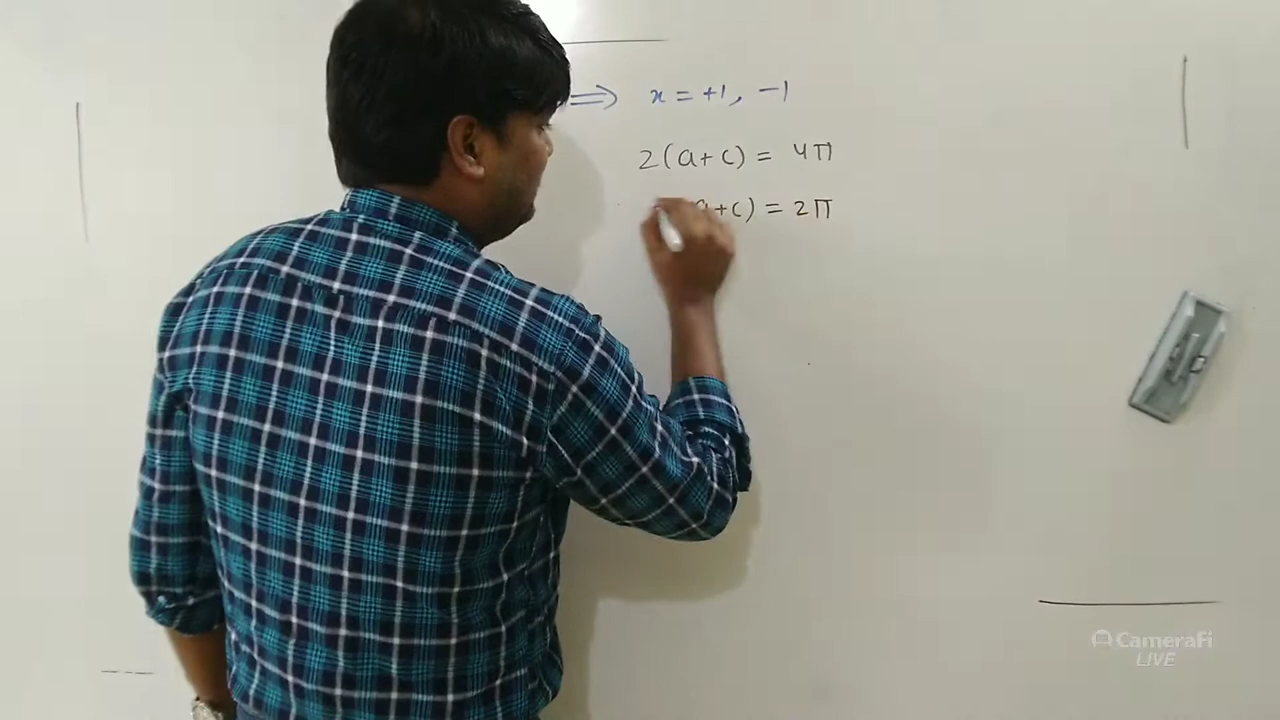 ⟹ x = +1, −1
2(a+c) = 4π
a+c) = 2π
CameraFi
LIVE